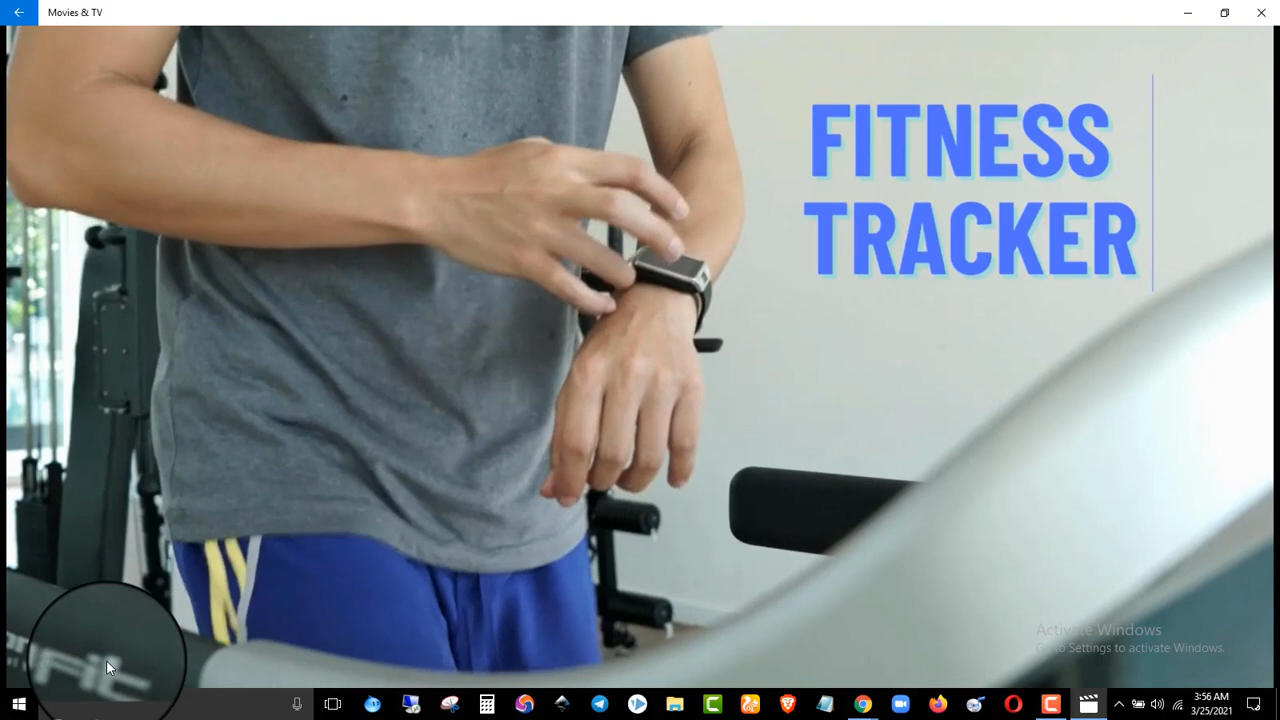 Movies & TV
FITNESS
TRACKER
Activate Windows
Go to Settings to activate Windows.
3:56 AM
3/25/2021